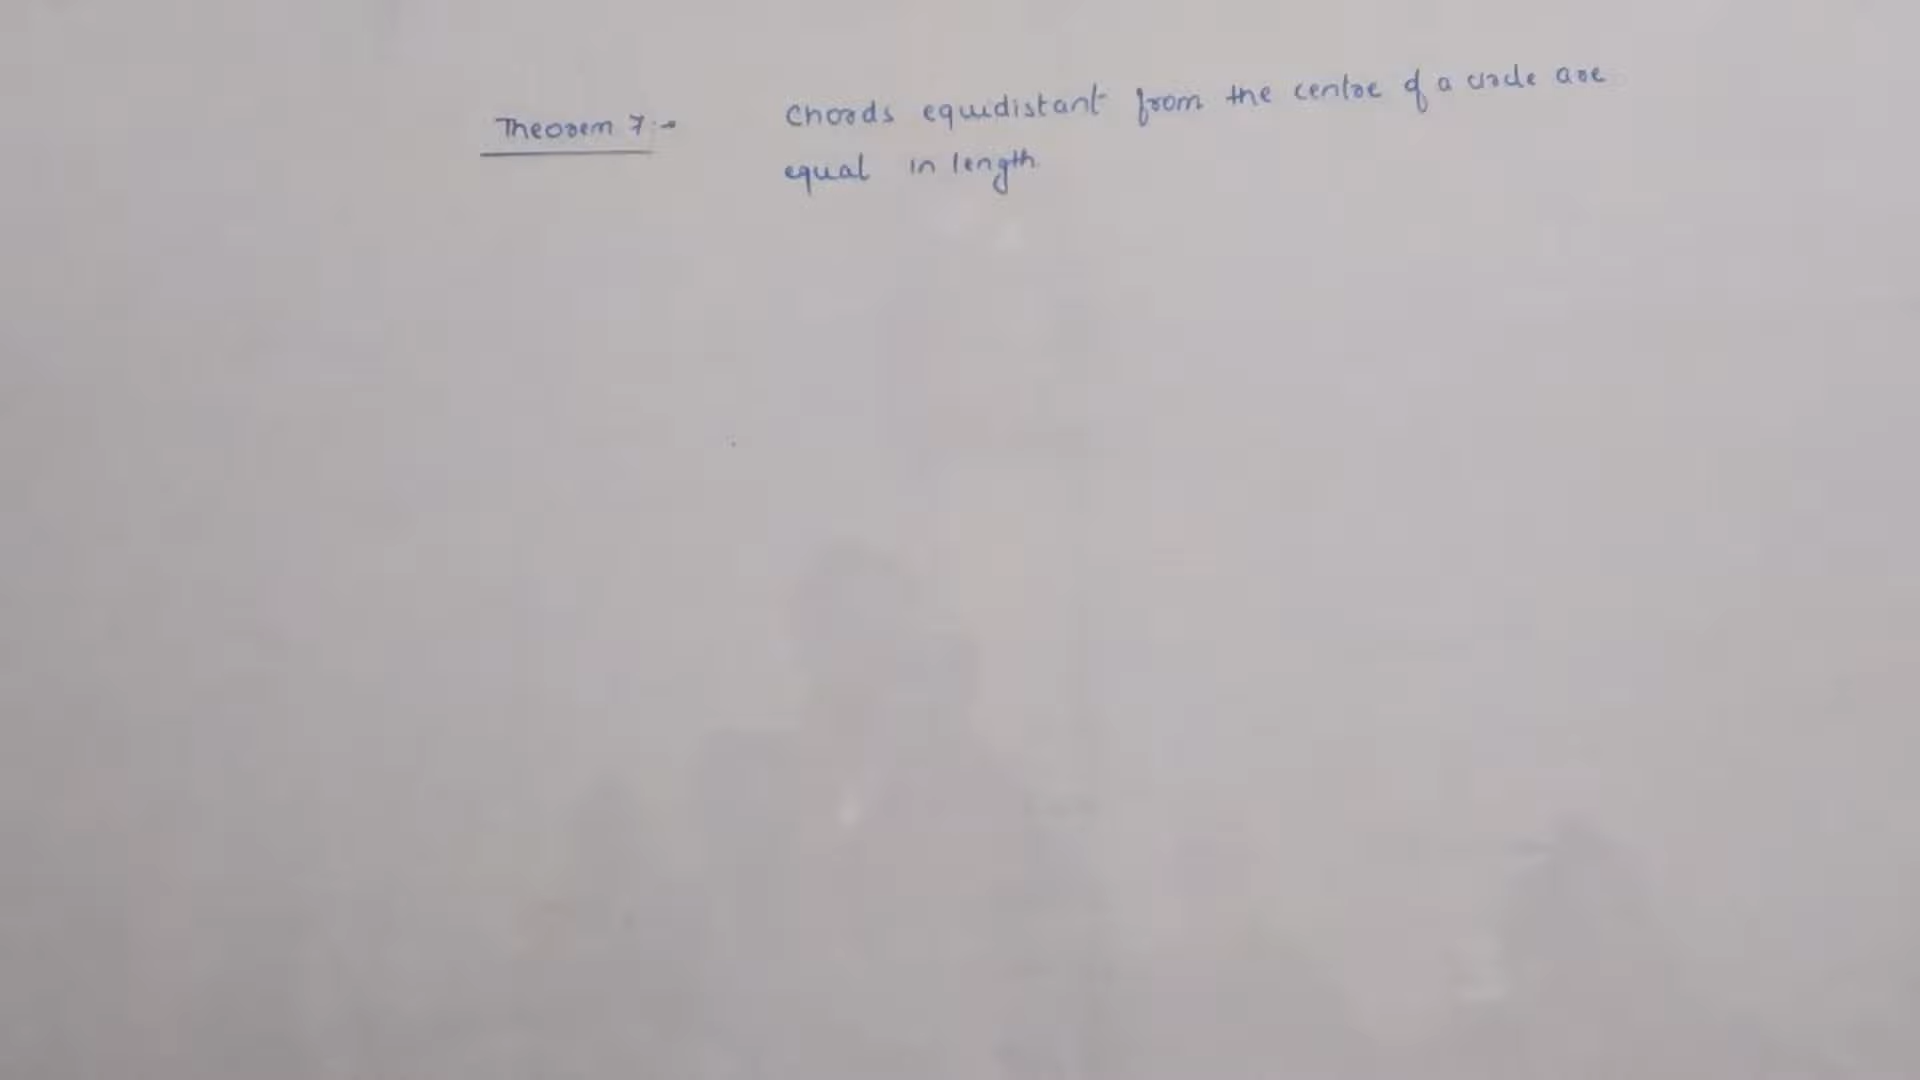 Theorem 7:- Chords equidistant from the centre of a circle are
equal in length